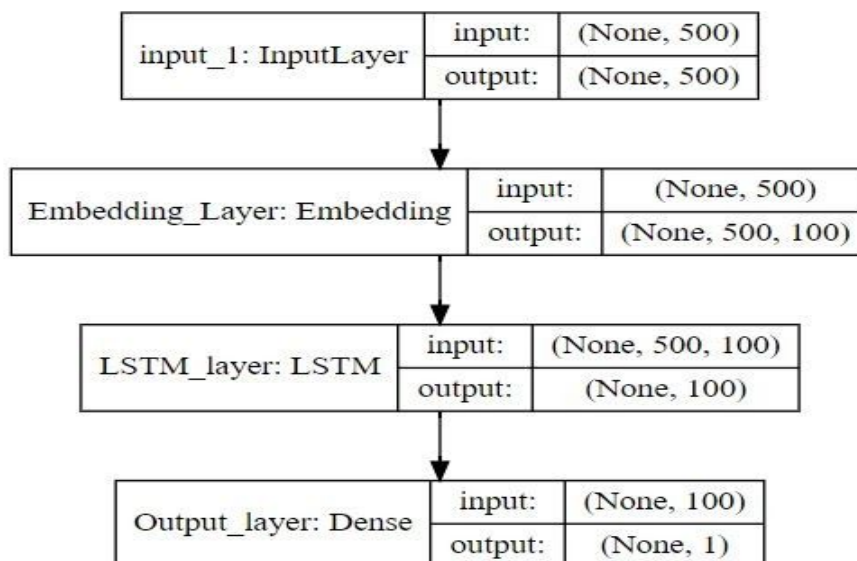 input_1: InputLayer
input: (None, 500)
output: (None, 500)
Embedding_Layer: Embedding
input: (None, 500)
output: (None, 500, 100)
LSTM_layer: LSTM
input: (None, 500, 100)
output: (None, 100)
Output_layer: Dense
input: (None, 100)
output: (None, 1)